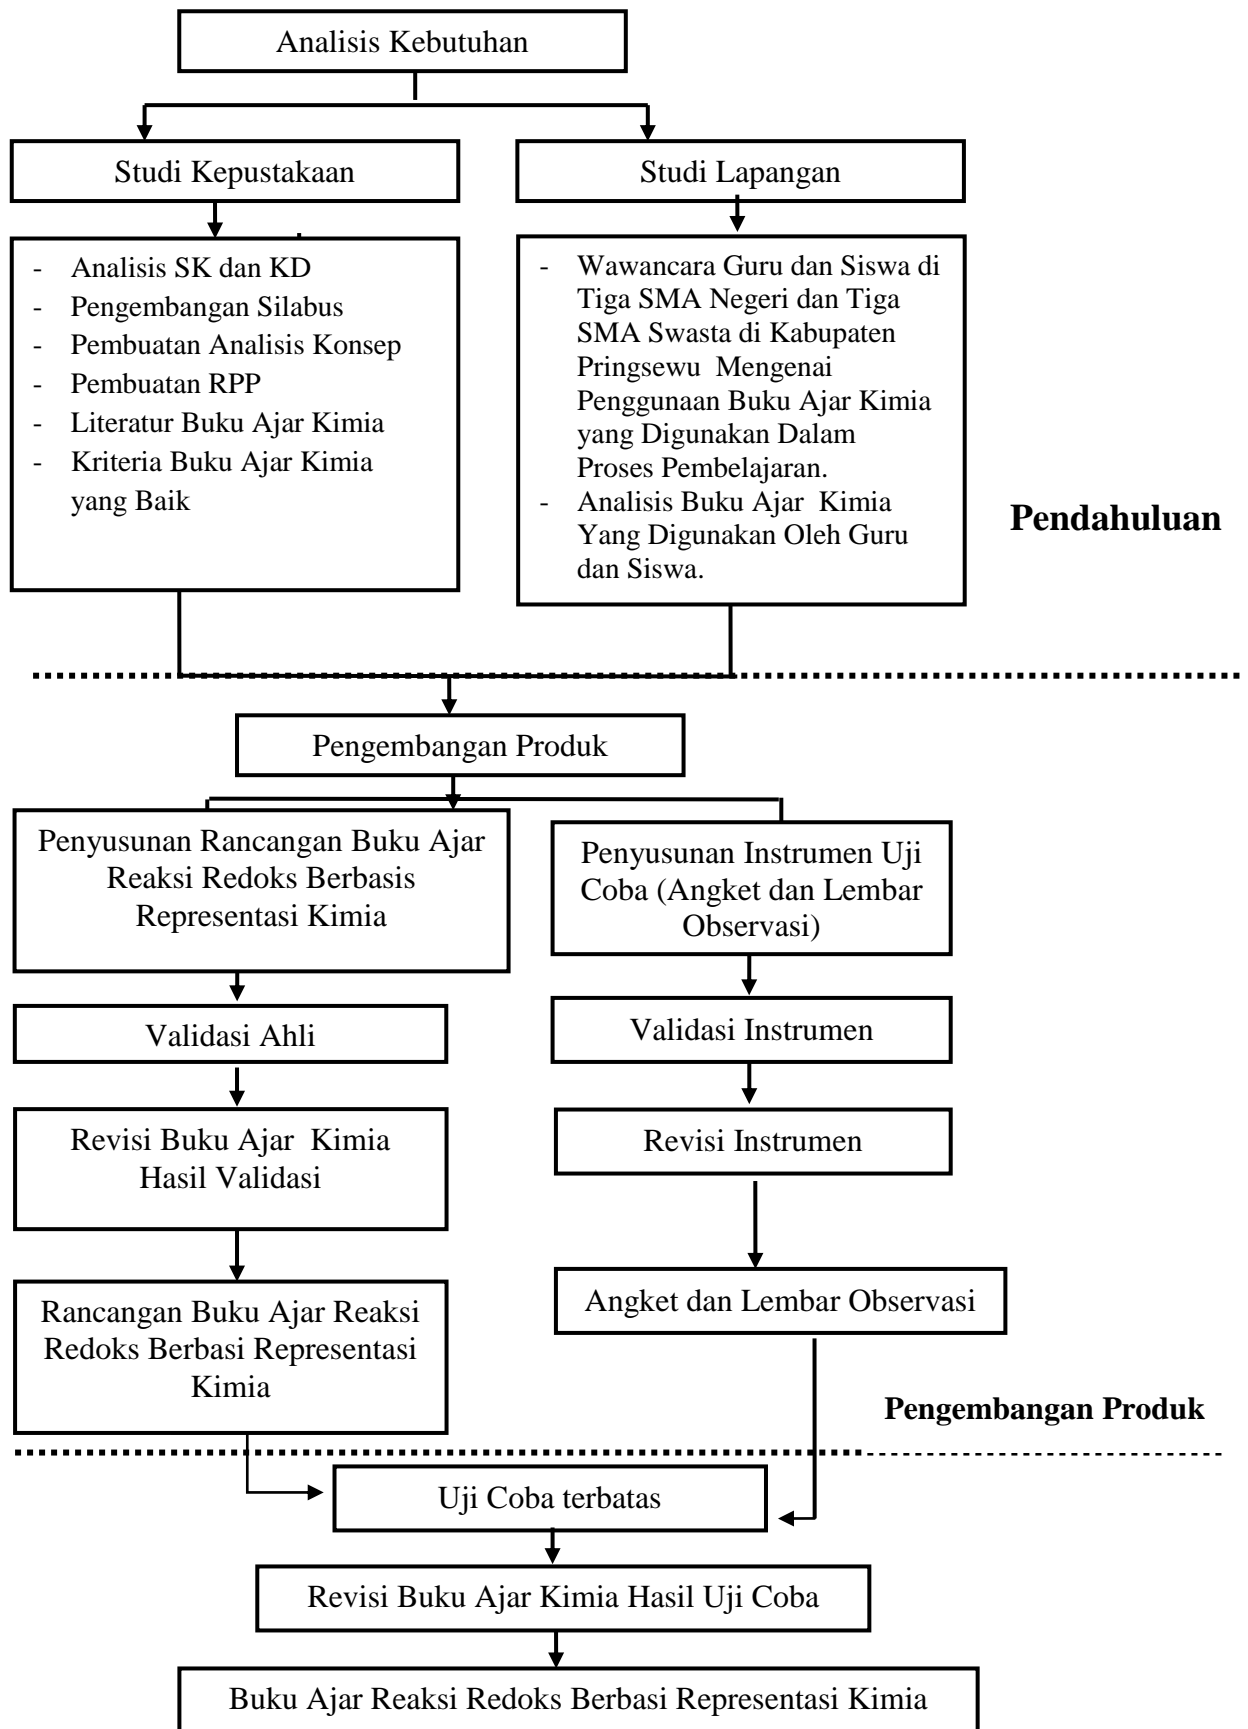 Analisis Kebutuhan
Studi Kepustakaan
Studi Lapangan
- Analisis SK dan KD
- Pengembangan Silabus
- Pembuatan Analisis Konsep
- Pembuatan RPP
- Literatur Buku Ajar Kimia
- Kriteria Buku Ajar Kimia
yang Baik
- Wawancara Guru dan Siswa di
Tiga SMA Negeri dan Tiga
SMA Swasta di Kabupaten
Pringsewu  Mengenai
Penggunaan Buku Ajar Kimia
yang Digunakan Dalam
Proses Pembelajaran.
- Analisis Buku Ajar  Kimia
Yang Digunakan Oleh Guru
dan Siswa.
Pendahuluan
Pengembangan Produk
Penyusunan Rancangan Buku Ajar
Reaksi Redoks Berbasis
Representasi Kimia
Penyusunan Instrumen Uji
Coba (Angket dan Lembar
Observasi)
Validasi Ahli
Validasi Instrumen
Revisi Buku Ajar  Kimia
Hasil Validasi
Revisi Instrumen
Rancangan Buku Ajar Reaksi
Redoks Berbasi Representasi
Kimia
Angket dan Lembar Observasi
Pengembangan Produk
Uji Coba terbatas
Revisi Buku Ajar Kimia Hasil Uji Coba
Buku Ajar Reaksi Redoks Berbasi Representasi Kimia